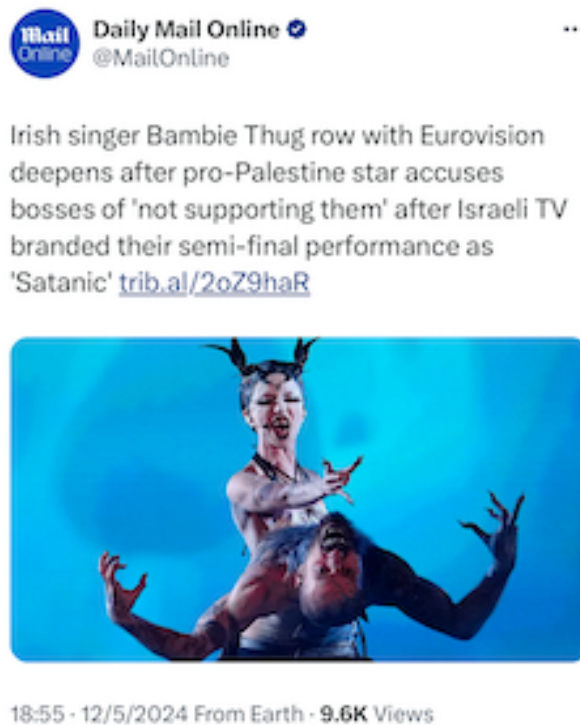 Mail
Online
Daily Mail Online
@MailOnline
Irish singer Bambie Thug row with Eurovision
deepens after pro-Palestine star accuses
bosses of 'not supporting them' after Israeli TV
branded their semi-final performance as
'Satanic' trib.al/2oZ9haR
18:55 · 12/5/2024 From Earth · 9.6K Views